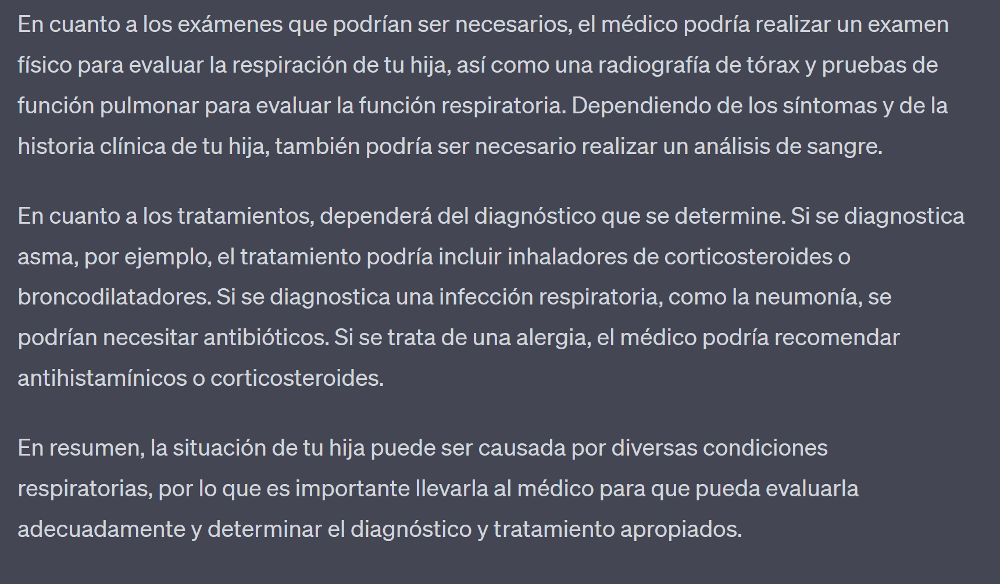 En cuanto a los exámenes que podrían ser necesarios, el médico podría realizar un examen
físico para evaluar la respiración de tu hija, así como una radiografía de tórax y pruebas de
función pulmonar para evaluar la función respiratoria. Dependiendo de los síntomas y de la
historia clínica de tu hija, también podría ser necesario realizar un análisis de sangre.
En cuanto a los tratamientos, dependerá del diagnóstico que se determine. Si se diagnostica
asma, por ejemplo, el tratamiento podría incluir inhaladores de corticosteroides o
broncodilatadores. Si se diagnostica una infección respiratoria, como la neumonía, se
podrían necesitar antibióticos. Si se trata de una alergia, el médico podría recomendar
antihistamínicos o corticosteroides.
En resumen, la situación de tu hija puede ser causada por diversas condiciones
respiratorias, por lo que es importante llevarla al médico para que pueda evaluarla
adecuadamente y determinar el diagnóstico y tratamiento apropiados.